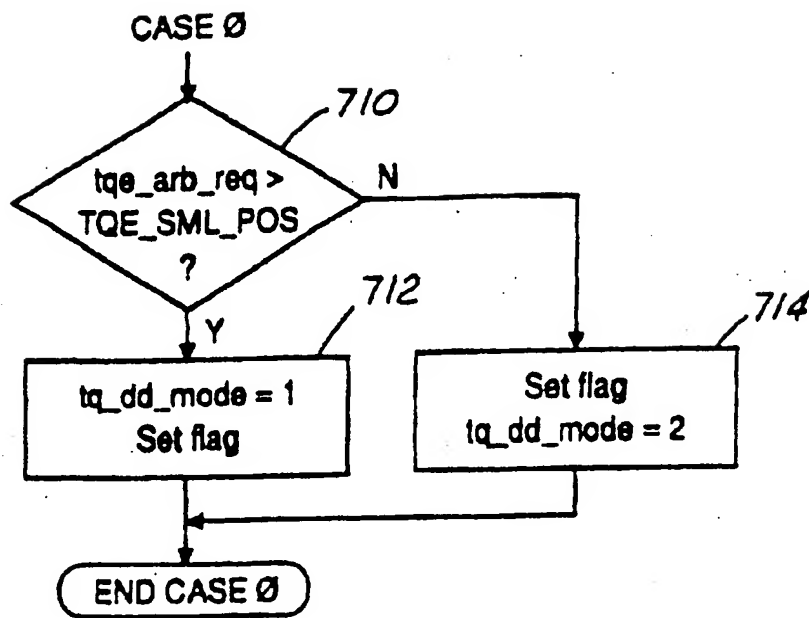 CASE Ø
710
tqe_arb_req >
TQE_SML_POS
?
N
Y
712
tq_dd_mode = 1
Set flag
714
Set flag
tq_dd_mode = 2
END CASE Ø